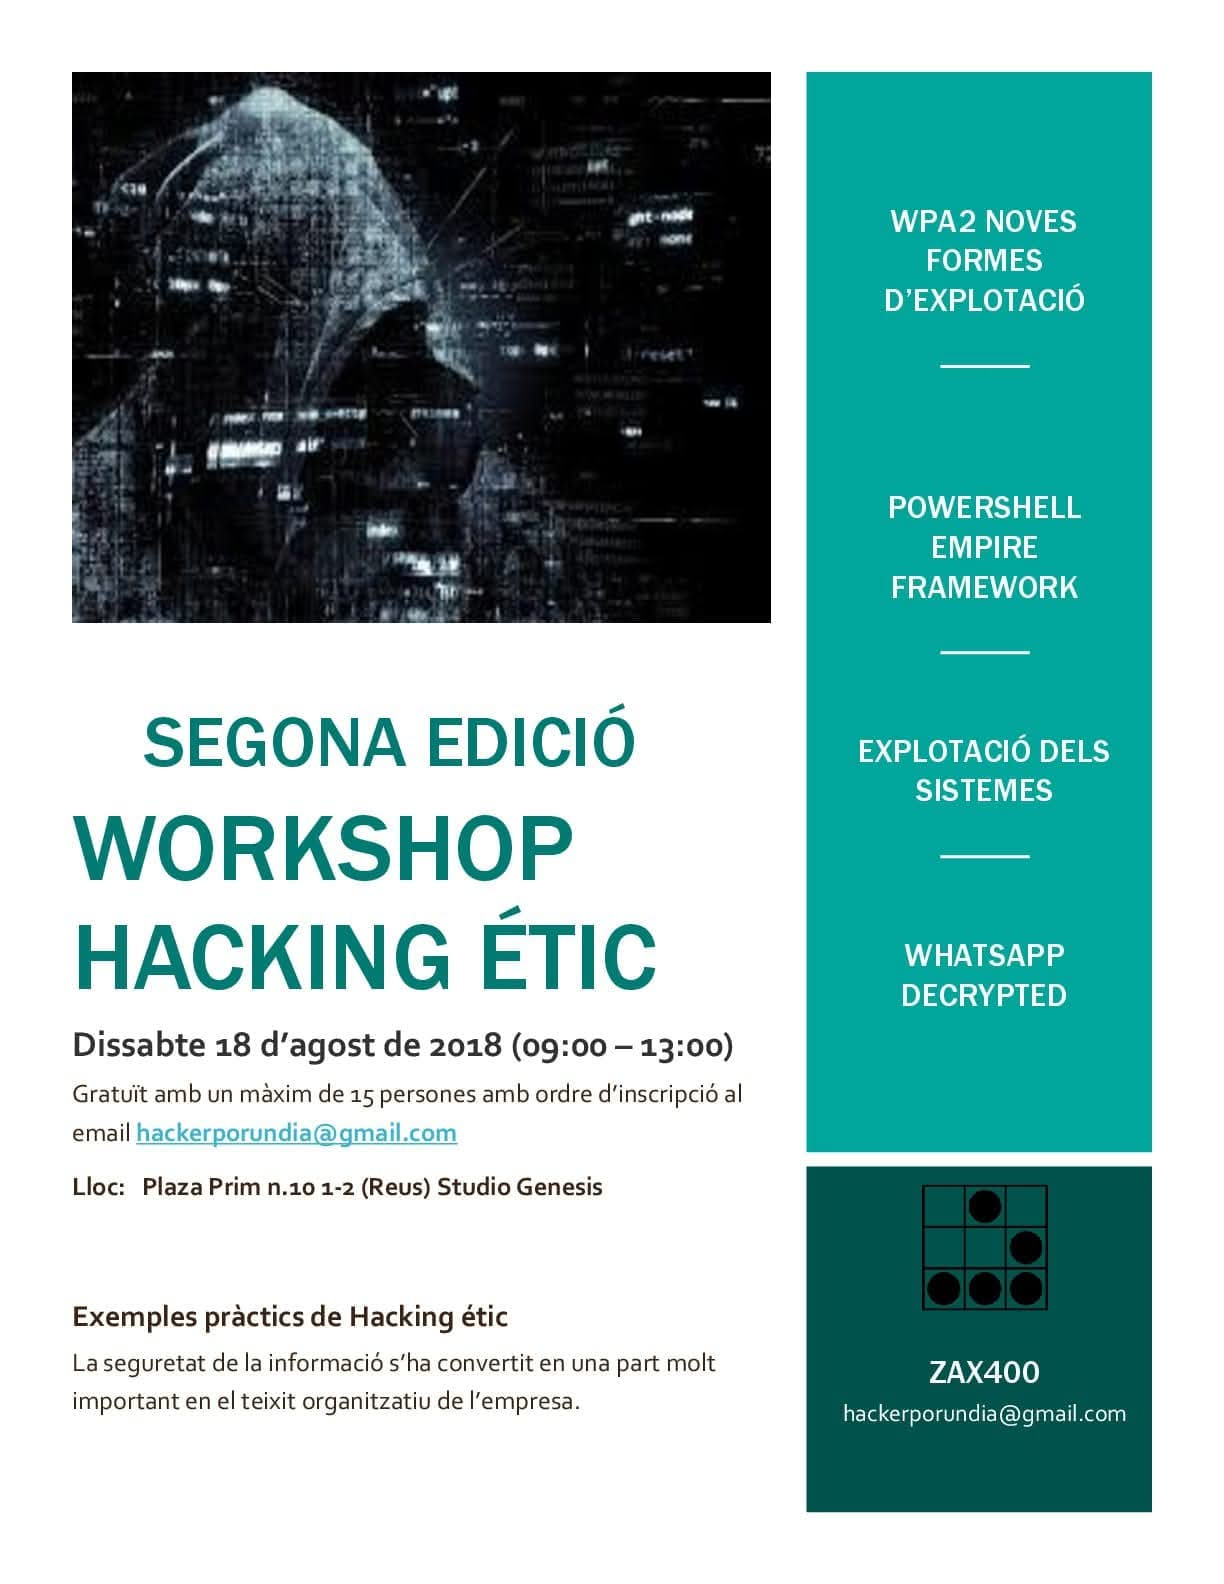 SEGONA EDICIÓ
WORKSHOP
HACKING ÉTIC
Dissabte 18 d’agost de 2018 (09:00 – 13:00)
Gratuït amb un màxim de 15 persones amb ordre d’inscripció al
email hackerporundia@gmail.com
Lloc: Plaza Prim n.10 1-2 (Reus) Studio Genesis
Exemples pràctics de Hacking étic
La seguretat de la informació s’ha convertit en una part molt
important en el teixit organitzatiu de l’empresa.
WPA2 NOVES
FORMES
D’EXPLOTACIÓ
POWERSHELL
EMPIRE
FRAMEWORK
EXPLOTACIÓ DELS
SISTEMES
WHATSAPP
DECRYPTED
ZAX400
hackerporundia@gmail.com